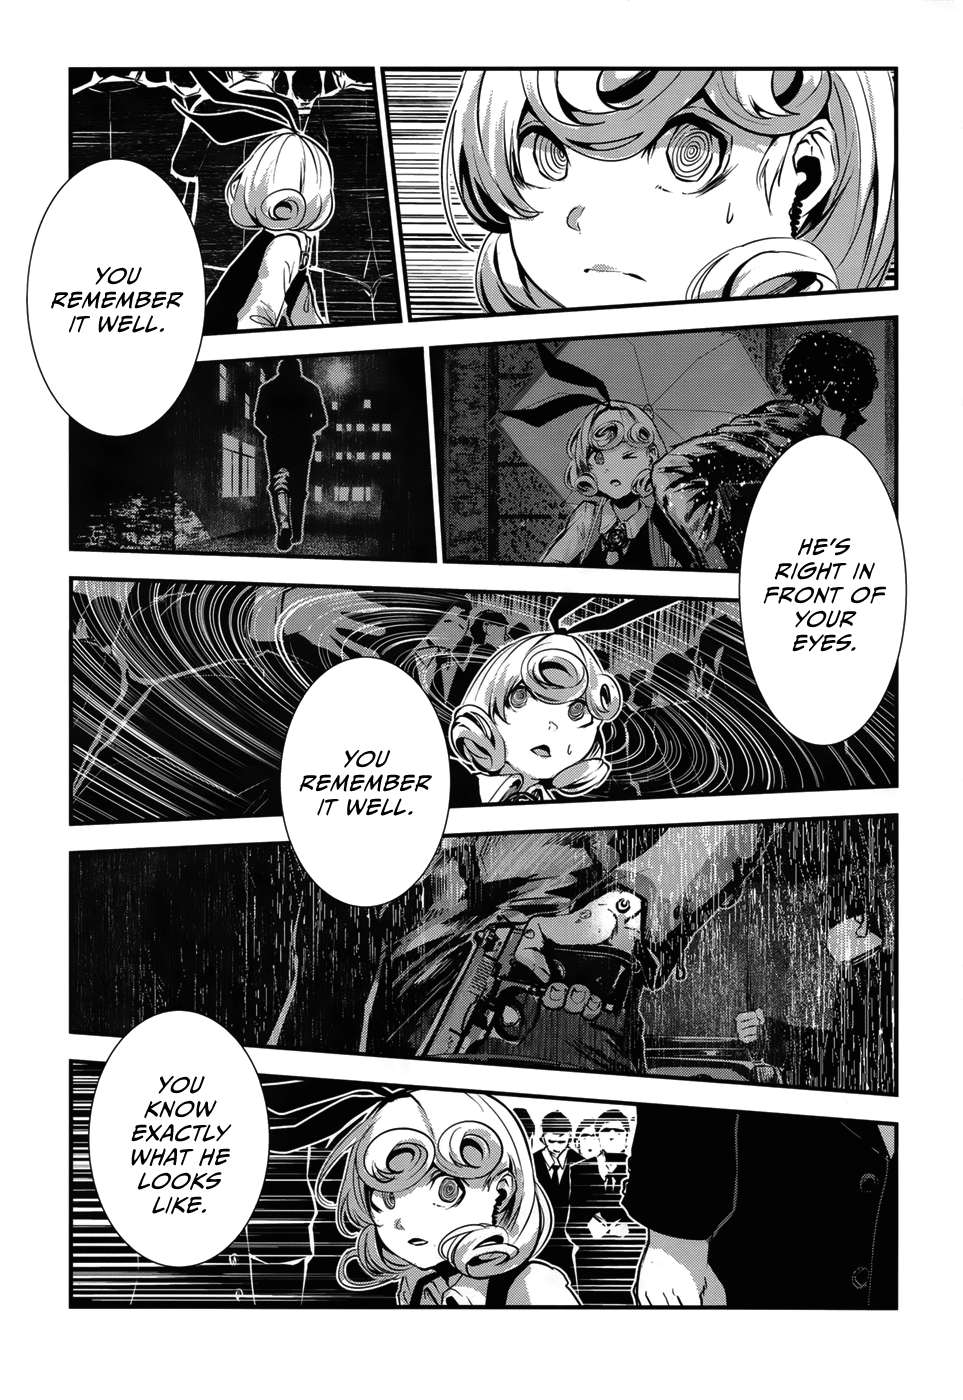 YOU
REMEMBER
IT WELL.
HE'S
RIGHT IN
FRONT OF
YOUR
EYES.
YOU
REMEMBER
IT WELL.
YOU
KNOW
EXACTLY
WHAT HE
LOOKS
LIKE.